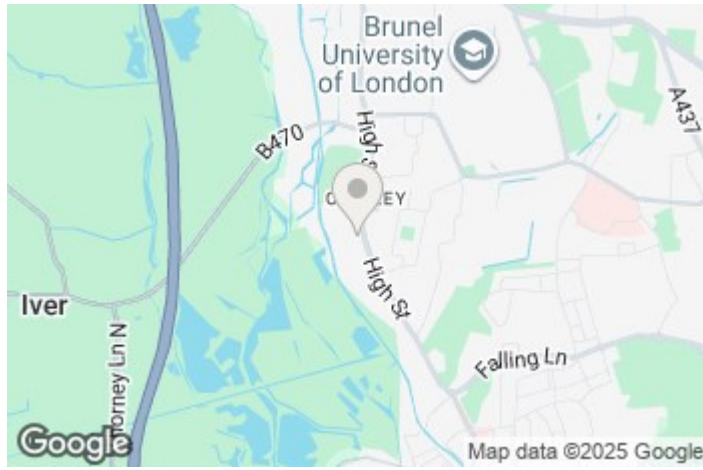 Brunel
University
of London
A437
B470
High S
C LEY
High St
Iver
Thorney Ln N
Falling Ln
Google
Map data ©2025 Google